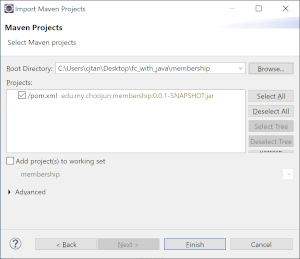 Import Maven Projects
Maven Projects
Select Maven projects
Root Directory: C:\Users\cjtan\Desktop\fc_with_java\membership Browse...
Projects:
/pom.xml edu.my.choojun:membership:0.0.1-SNAPSHOT:jar
Select All
Deselect All
Select Tree
Deselect Tree
Add project(s) to working set
membership
Advanced
? < Back Next > Finish Cancel